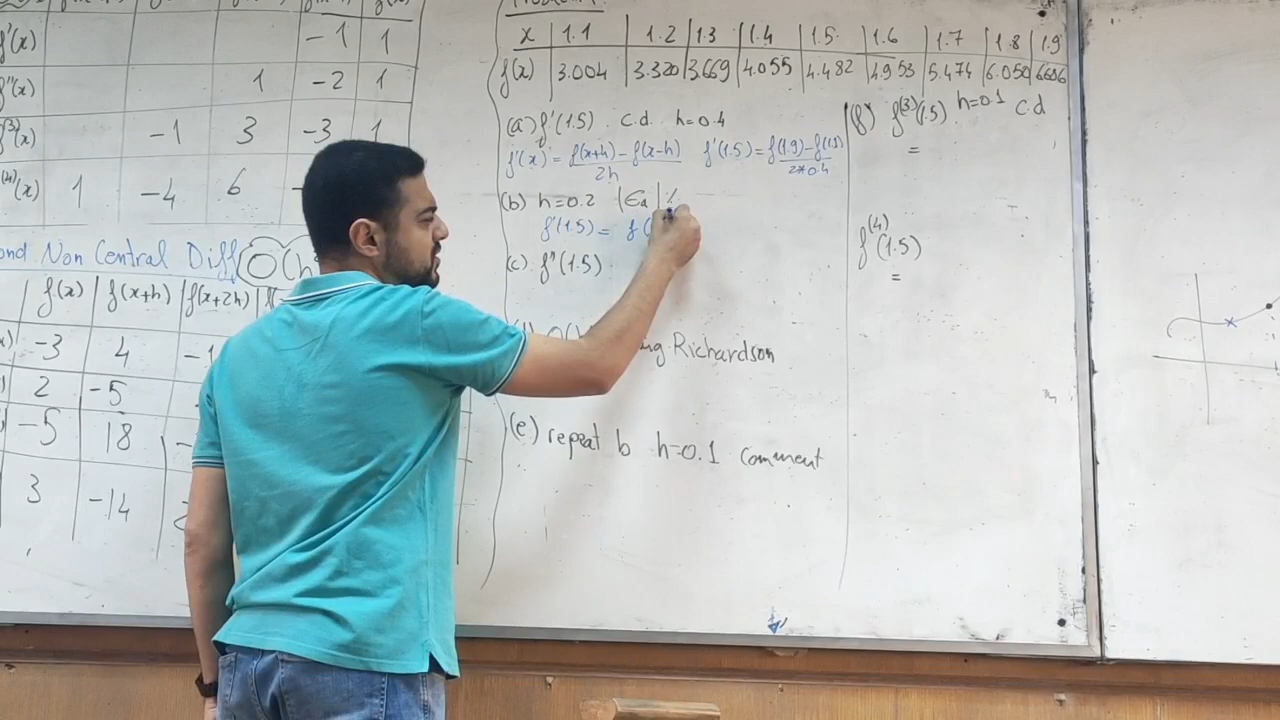 f'(x) -1 1
f''(x) 1 -2 1
(3)(x) -1 3 -3 1
(4)(x) 1 -4 6
ond Non Central Diff O(h
f(x) f(x+h) f(x+2h)
-3 4 -1
2 -5
-5 18
3 -14
x 1.1 1.2 1.3 1.4 1.5 1.6 1.7 1.8 1.9
f(x) 3.004 3.320 3.669 4.055 4.482 4.953 5.474 6.050 6.686
(a) f'(1.5) . C.d. h=0.4
f'(x) = f(x+h) - f(x-h) / 2h f'(1.5) = f(1.9) - f(1.1) / 2*0.4
(b) h=0.2 |Ea| %
f'(1.5) = f(
(c) f''(1.5)
Richardson
(e) repeat b h=0.1 comment
(f) f(3)(1.5) h=0.1 c.d
=
f(4)(1.5)
=